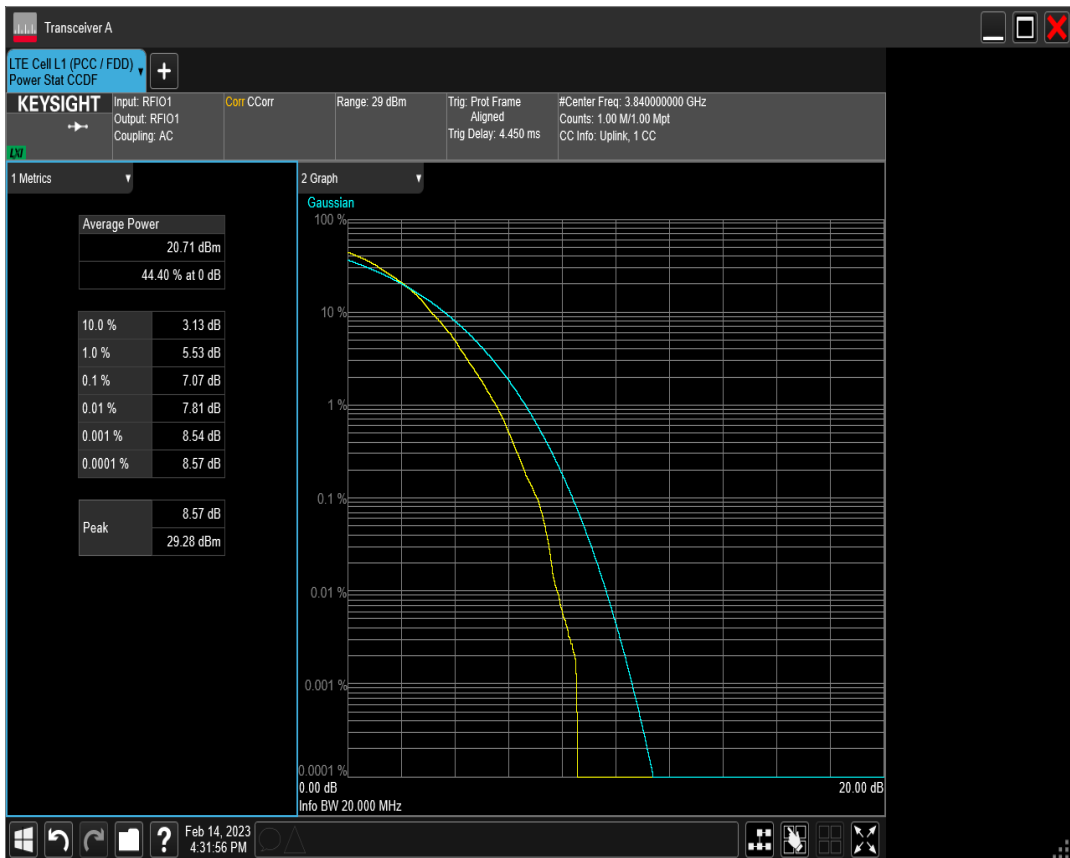 Transceiver A
LTE Cell L1 (PCC / FDD)
Power Stat CCDF
KEYSIGHT
LXI
Input: RFIO1
Output: RFIO1
Coupling: AC
Corr CCorr
Range: 29 dBm
Trig: Prot Frame
Aligned
Trig Delay: 4.450 ms
#Center Freq: 3.840000000 GHz
Counts: 1.00 M/1.00 Mpt
CC Info: Uplink, 1 CC
1 Metrics
Average Power
20.71 dBm
44.40 % at 0 dB
10.0 % 3.13 dB
1.0 % 5.53 dB
0.1 % 7.07 dB
0.01 % 7.81 dB
0.001 % 8.54 dB
0.0001 % 8.57 dB
Peak
8.57 dB
29.28 dBm
2 Graph
Gaussian
100 %
10 %
1 %
0.1 %
0.01 %
0.001 %
0.0001 %
0.00 dB 20.00 dB
Info BW 20.000 MHz
Feb 14, 2023
4:31:56 PM